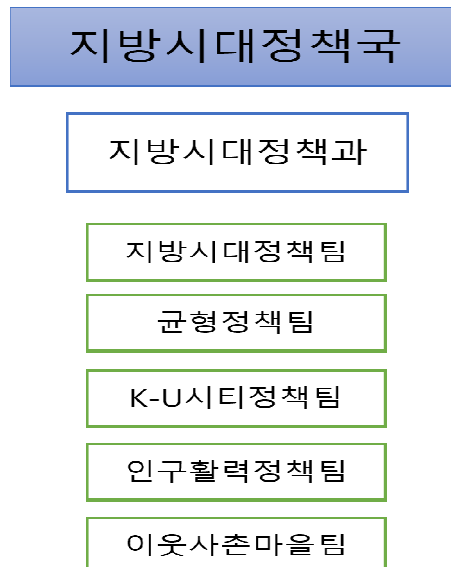 지방시대정책국
지방시대정책과
지방시대정책팀
균형정책팀
K-U시티정책팀
인구활력정책팀
이웃사촌마을팀